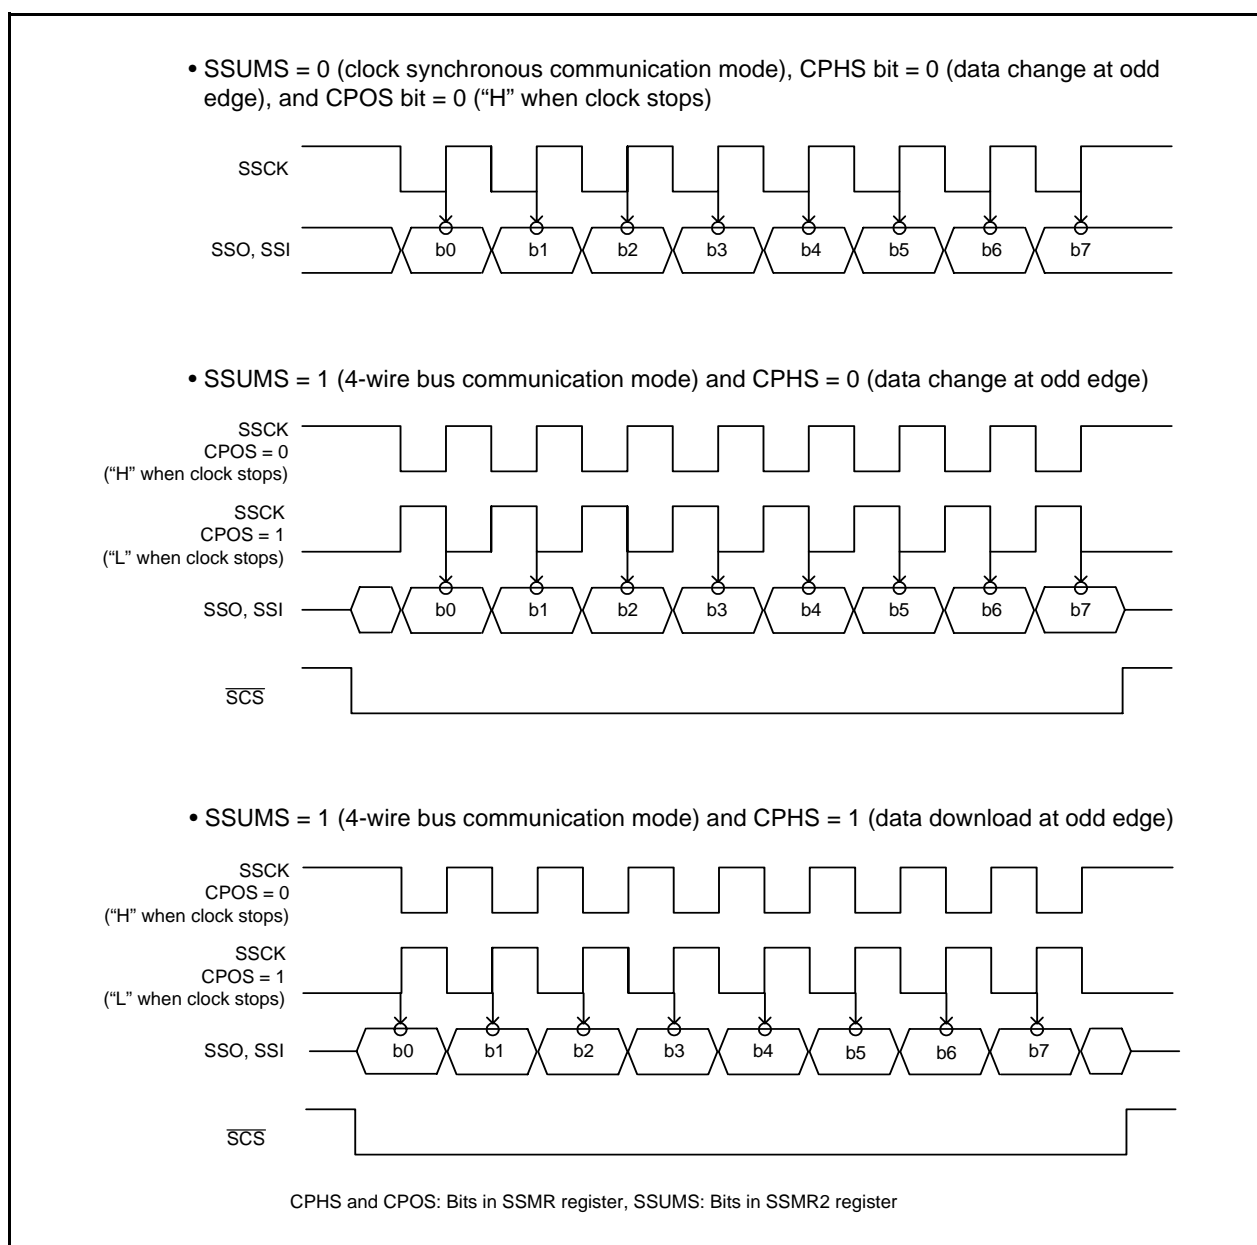 • SSUMS = 0 (clock synchronous communication mode), CPHS bit = 0 (data change at odd
edge), and CPOS bit = 0 (“H” when clock stops)
SSCK
SSO, SSI
b0 b1 b2 b3 b4 b5 b6 b7
• SSUMS = 1 (4-wire bus communication mode) and CPHS = 0 (data change at odd edge)
SSCK
CPOS = 0
(“H” when clock stops)
SSCK
CPOS = 1
(“L” when clock stops)
SSO, SSI
b0 b1 b2 b3 b4 b5 b6 b7
S̅C̅S̅
• SSUMS = 1 (4-wire bus communication mode) and CPHS = 1 (data download at odd edge)
SSCK
CPOS = 0
(“H” when clock stops)
SSCK
CPOS = 1
(“L” when clock stops)
SSO, SSI
b0 b1 b2 b3 b4 b5 b6 b7
S̅C̅S̅
CPHS and CPOS: Bits in SSMR register, SSUMS: Bits in SSMR2 register